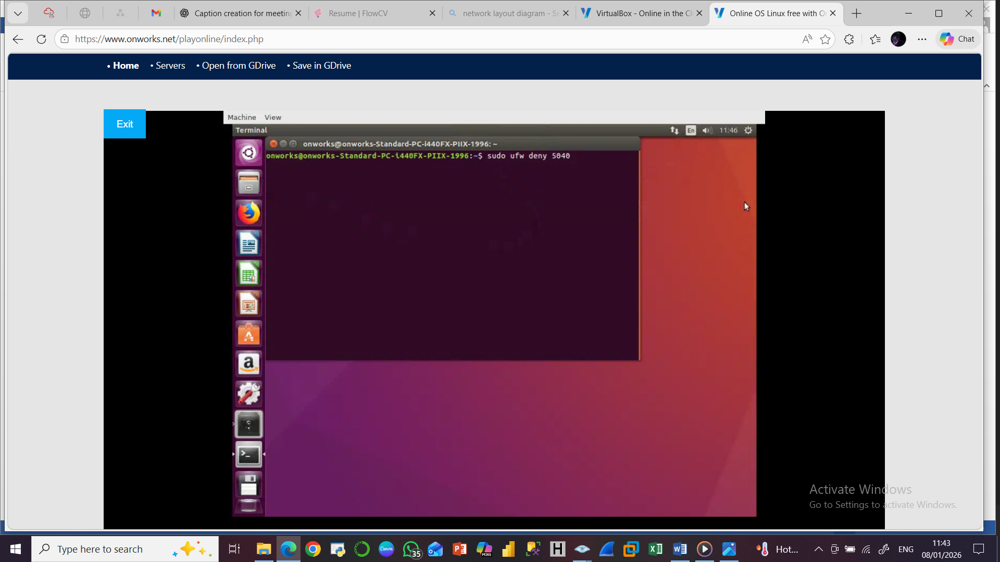 Caption creation for meeting
Resume | FlowCV
network layout diagram - Se
VirtualBox - Online in the Cl
Online OS Linux free with O
https://www.onworks.net/playonline/index.php
Chat
• Home • Servers • Open from GDrive • Save in GDrive
Exit
Machine View
Terminal
En 11:46
onworks@onworks-Standard-PC-i440FX-PIIX-1996: ~
onworks@onworks-Standard-PC-i440FX-PIIX-1996:~$ sudo ufw deny 5040
Activate Windows
Go to Settings to activate Windows.
Type here to search
Canva
35
M365
Hot...
ENG
11:43
08/01/2026